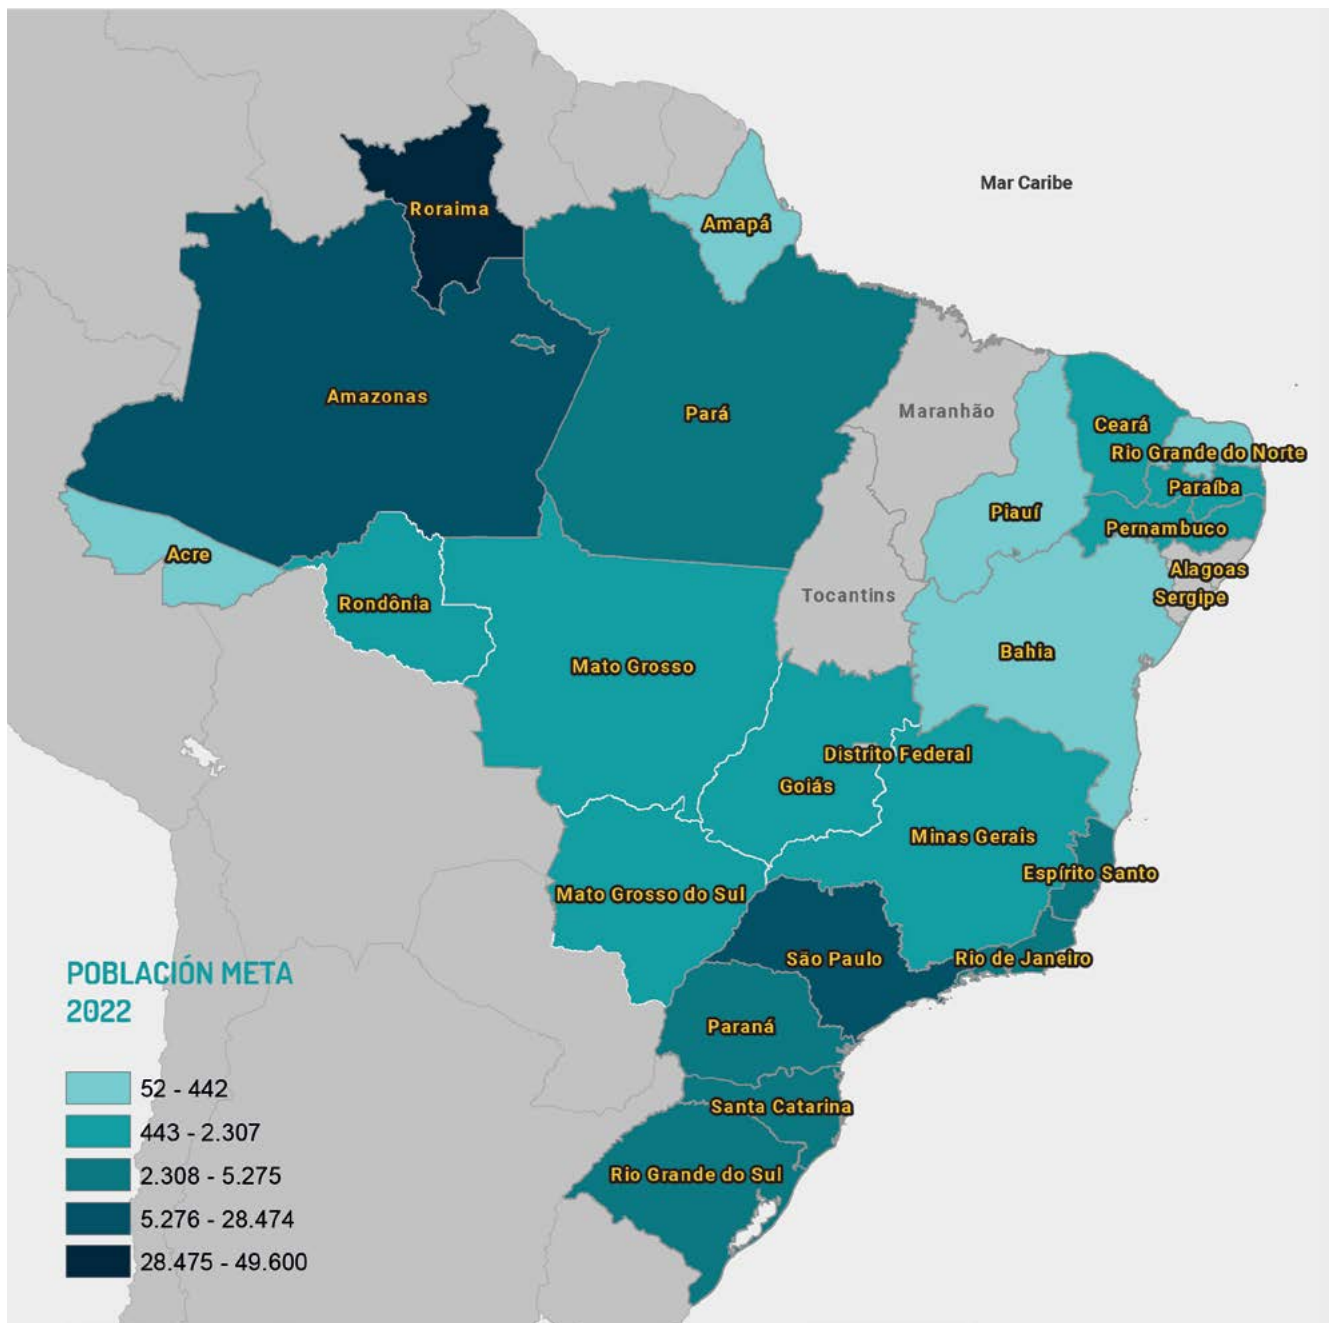 Mar Caribe
Roraima
Amapá
Amazonas
Pará
Maranhão
Ceará
Rio Grande do Norte
Paraíba
Piauí
Pernambuco
Acre
Alagoas
Rondônia
Tocantins
Sergipe
Bahia
Mato Grosso
Distrito Federal
Goiás
Minas Gerais
Espírito Santo
Mato Grosso do Sul
São Paulo
Rio de Janeiro
Paraná
Santa Catarina
Rio Grande do Sul
POBLACIÓN META
2022
52 - 442
443 - 2.307
2.308 - 5.275
5.276 - 28.474
28.475 - 49.600